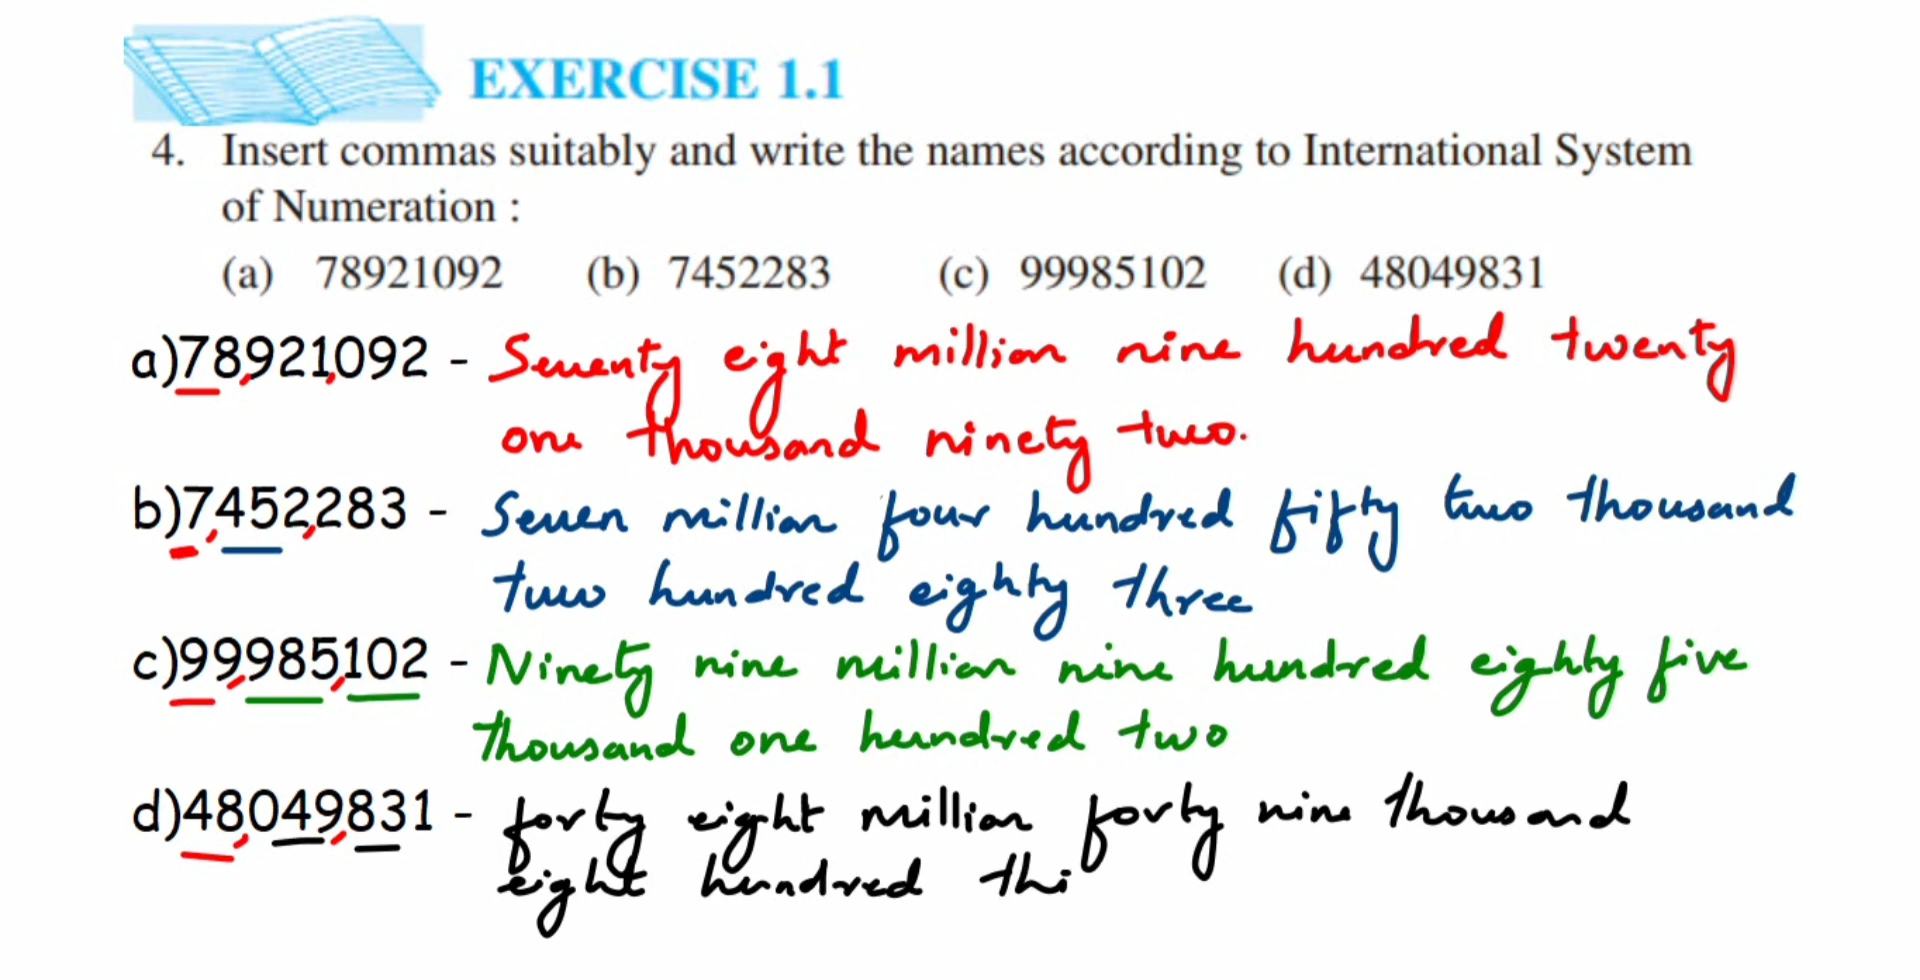 EXERCISE 1.1
4. Insert commas suitably and write the names according to International System
of Numeration :
(a) 78921092 (b) 7452283 (c) 99985102 (d) 48049831
a)78,921,092 - Seventy eight million nine hundred twenty
one thousand ninety two.
b)7,452,283 - Seven million four hundred fifty two thousand
two hundred eighty three
c)99,985,102 - Ninety nine million nine hundred eighty five
thousand one hundred two
d)48,049,831 - forty eight million forty nine thousand
eight hundred thi